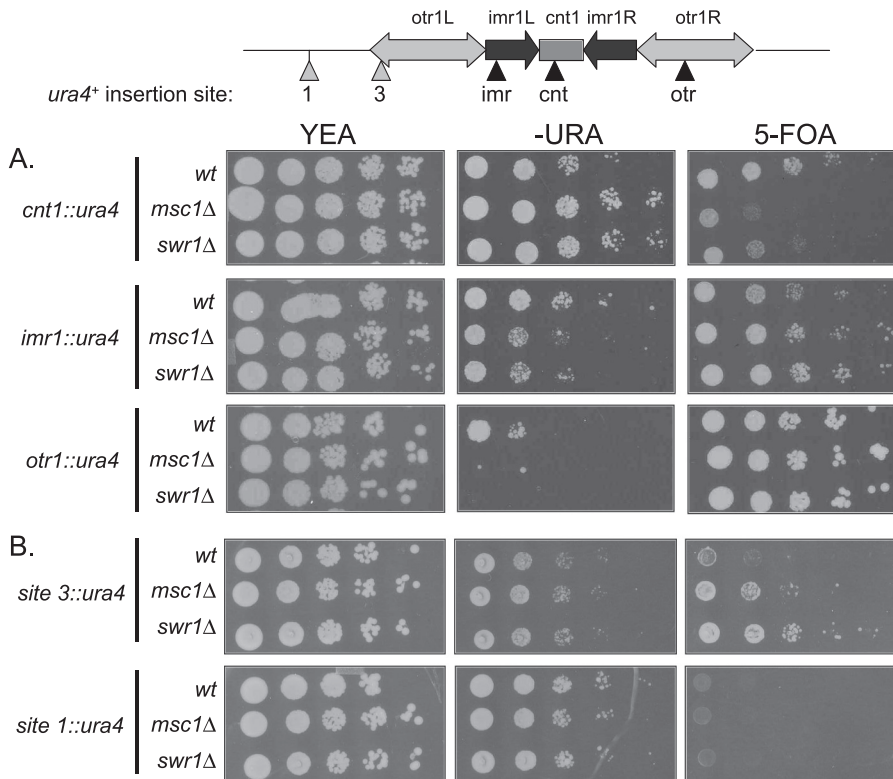 otr1L imr1L cnt1 imr1R otr1R
ura4⁺ insertion site: 1 3 imr cnt otr
YEA -URA 5-FOA
A.
cnt1::ura4
wt
msc1Δ
swr1Δ
imr1::ura4
wt
msc1Δ
swr1Δ
otr1::ura4
wt
msc1Δ
swr1Δ
B.
site 3::ura4
wt
msc1Δ
swr1Δ
site 1::ura4
wt
msc1Δ
swr1Δ